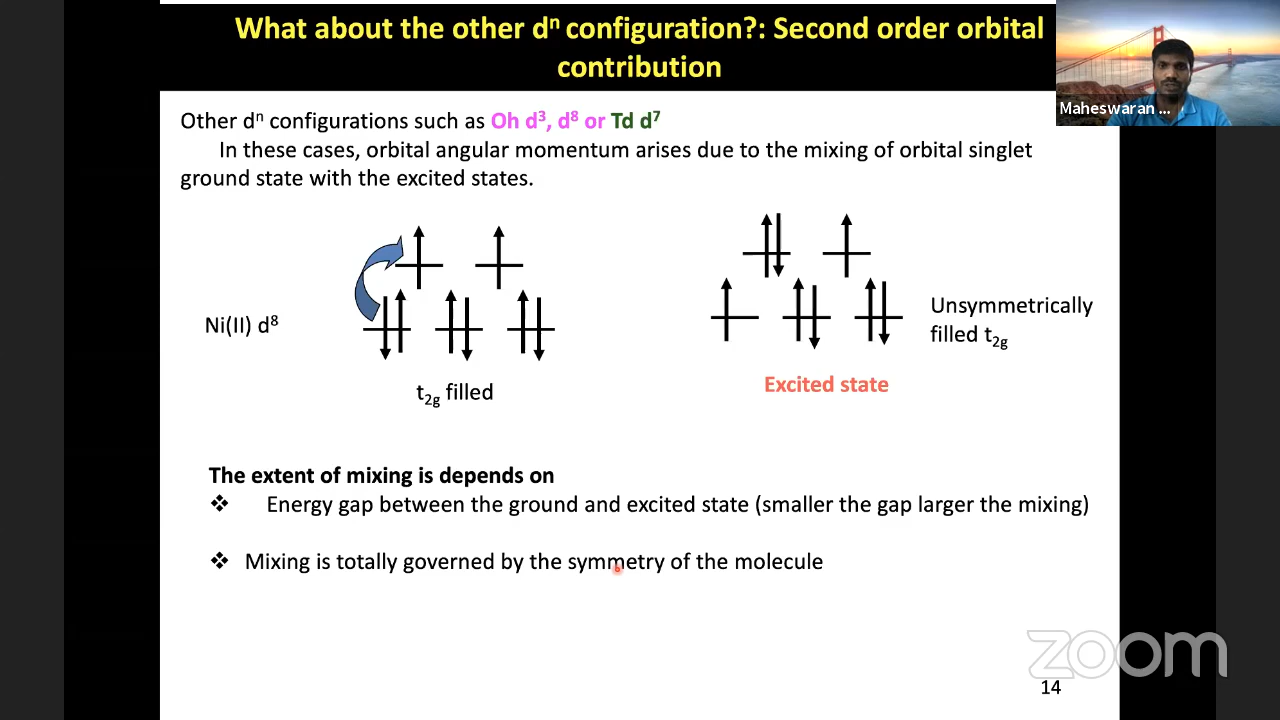 What about the other dⁿ configuration?: Second order orbital
contribution
Maheswaran ...
Other dⁿ configurations such as Oh d³, d⁸ or Td d⁷
In these cases, orbital angular momentum arises due to the mixing of orbital singlet
ground state with the excited states.
Ni(II) d⁸
t₂g filled
Unsymmetrically
filled t₂g
Excited state
The extent of mixing is depends on
❖ Energy gap between the ground and excited state (smaller the gap larger the mixing)
❖ Mixing is totally governed by the symmetry of the molecule
zoom
14